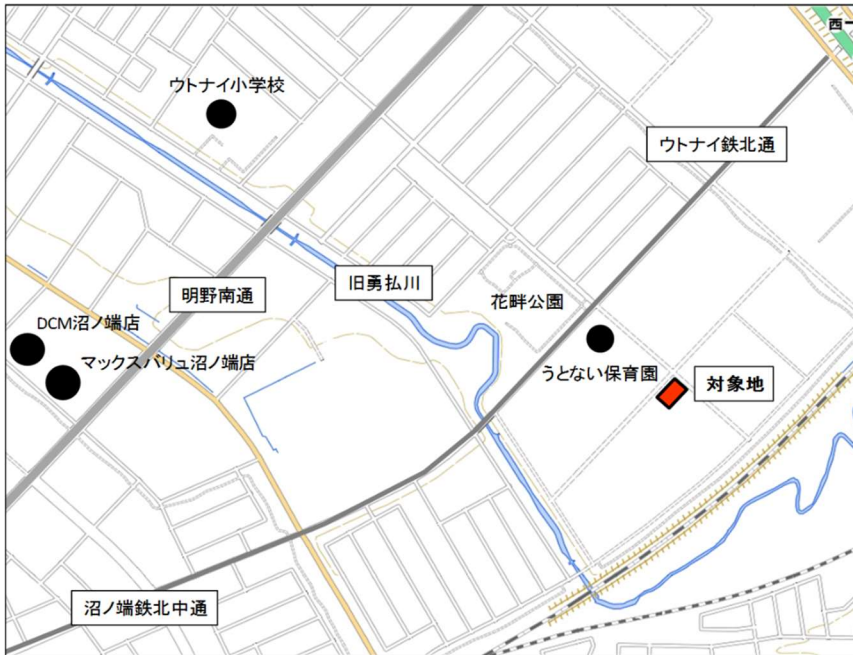 西一
ウトナイ小学校
ウトナイ鉄北通
明野南通
旧勇払川
花畔公園
DCM沼ノ端店
マックスバリュ沼ノ端店
うとない保育園
対象地
沼ノ端鉄北中通